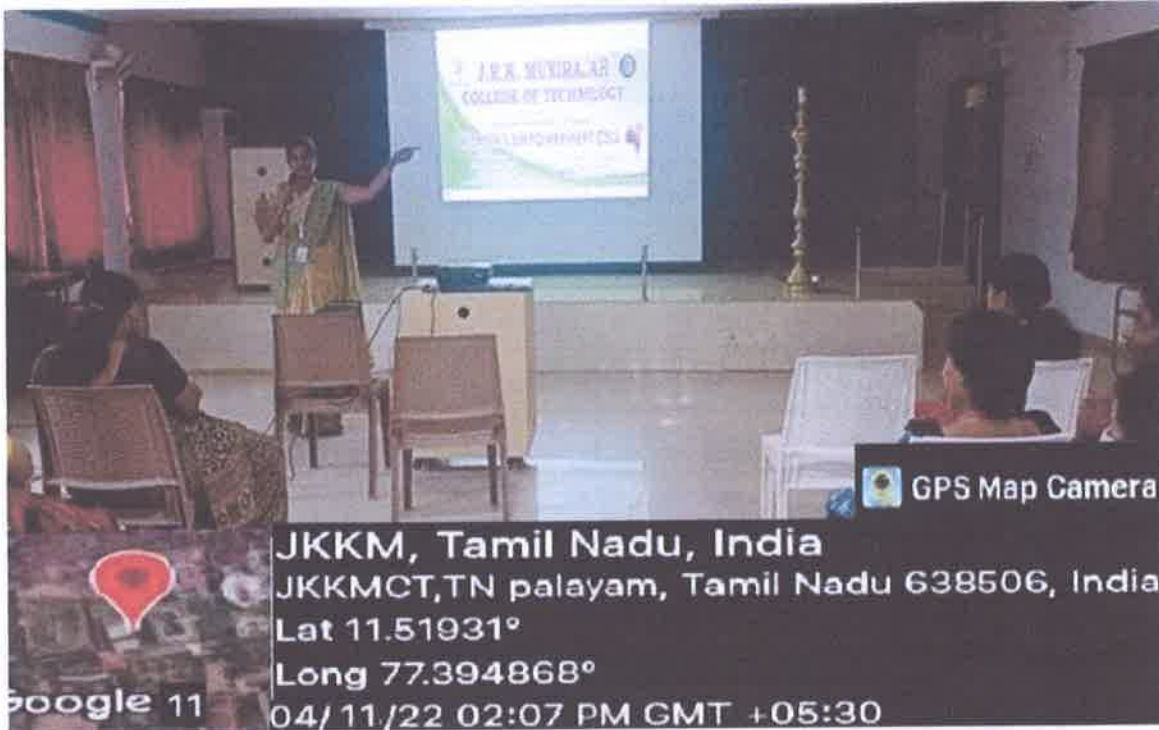 COLLEGE OF TECHNOLOGY
GPS Map Camera
JKKM, Tamil Nadu, India
JKKMCT,TN palayam, Tamil Nadu 638506, India
Lat 11.51931°
Long 77.394868°
04/11/22 02:07 PM GMT +05:30
Google 11